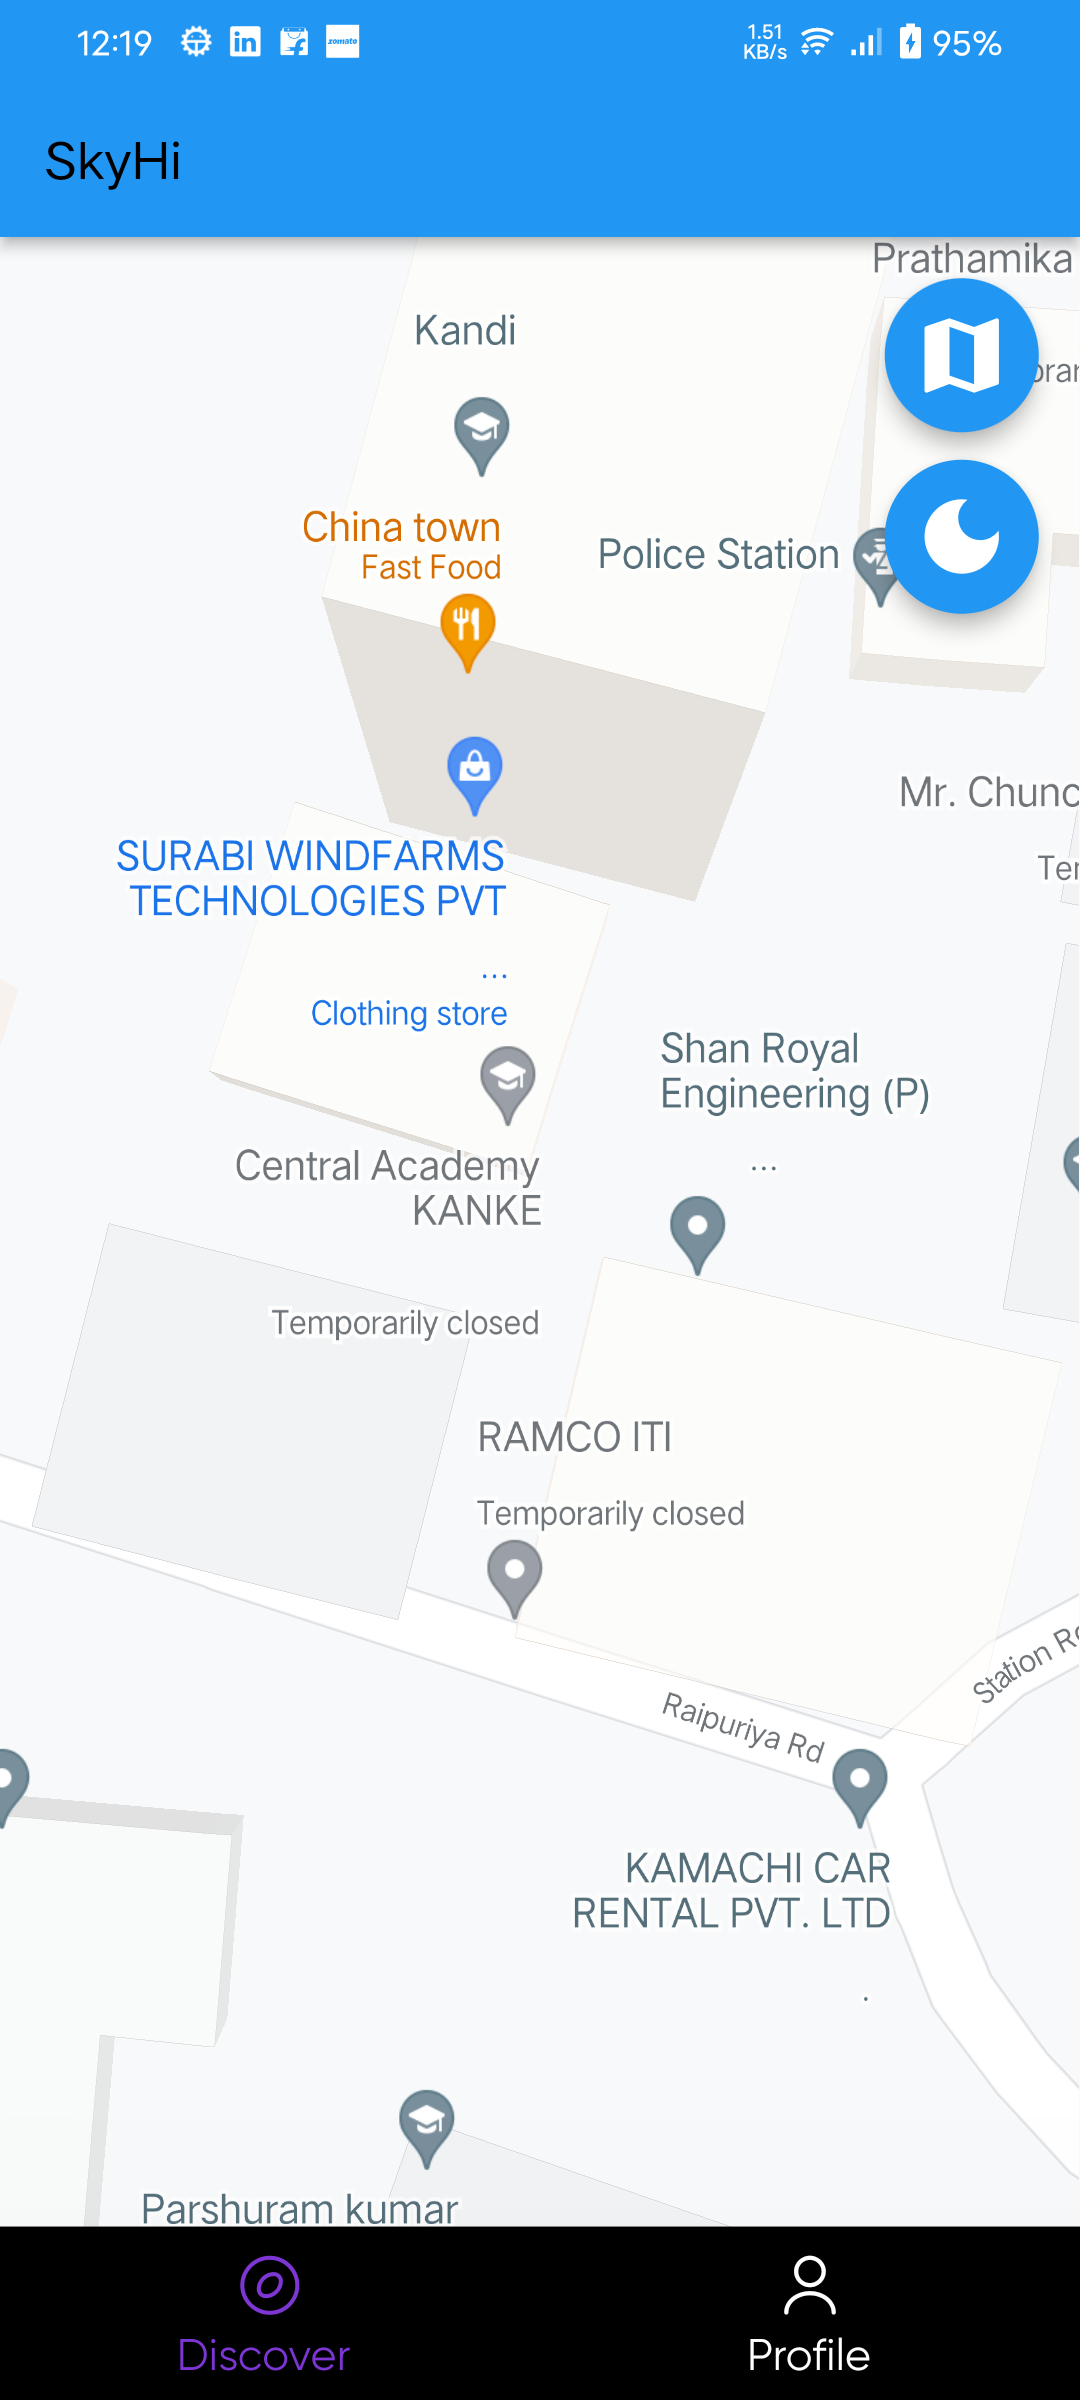 12:19
zomato
1.51
KB/s
95%
SkyHi
Prathamika
Kandi
China town
Fast Food
Police Station
Mr. Chunc
SURABI WINDFARMS
TECHNOLOGIES PVT
...
Clothing store
Shan Royal
Engineering (P)
...
Central Academy
KANKE
Temporarily closed
RAMCO ITI
Temporarily closed
Station
Raipuriya Rd
KAMACHI CAR
RENTAL PVT. LTD
.
Parshuram kumar
Discover
Profile